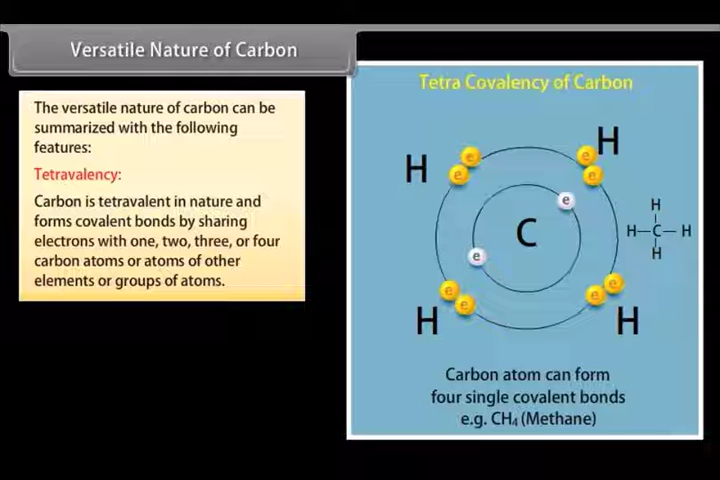 Versatile Nature of Carbon
The versatile nature of carbon can be
summarized with the following
features:
Tetravalency:
Carbon is tetravalent in nature and
forms covalent bonds by sharing
electrons with one, two, three, or four
carbon atoms or atoms of other
elements or groups of atoms.
Tetra Covalency of Carbon
H
H
e
e
e
e
e
C
e
e
e
e
e
H
H
H
H—C—H
H
Carbon atom can form
four single covalent bonds
e.g. CH₄ (Methane)